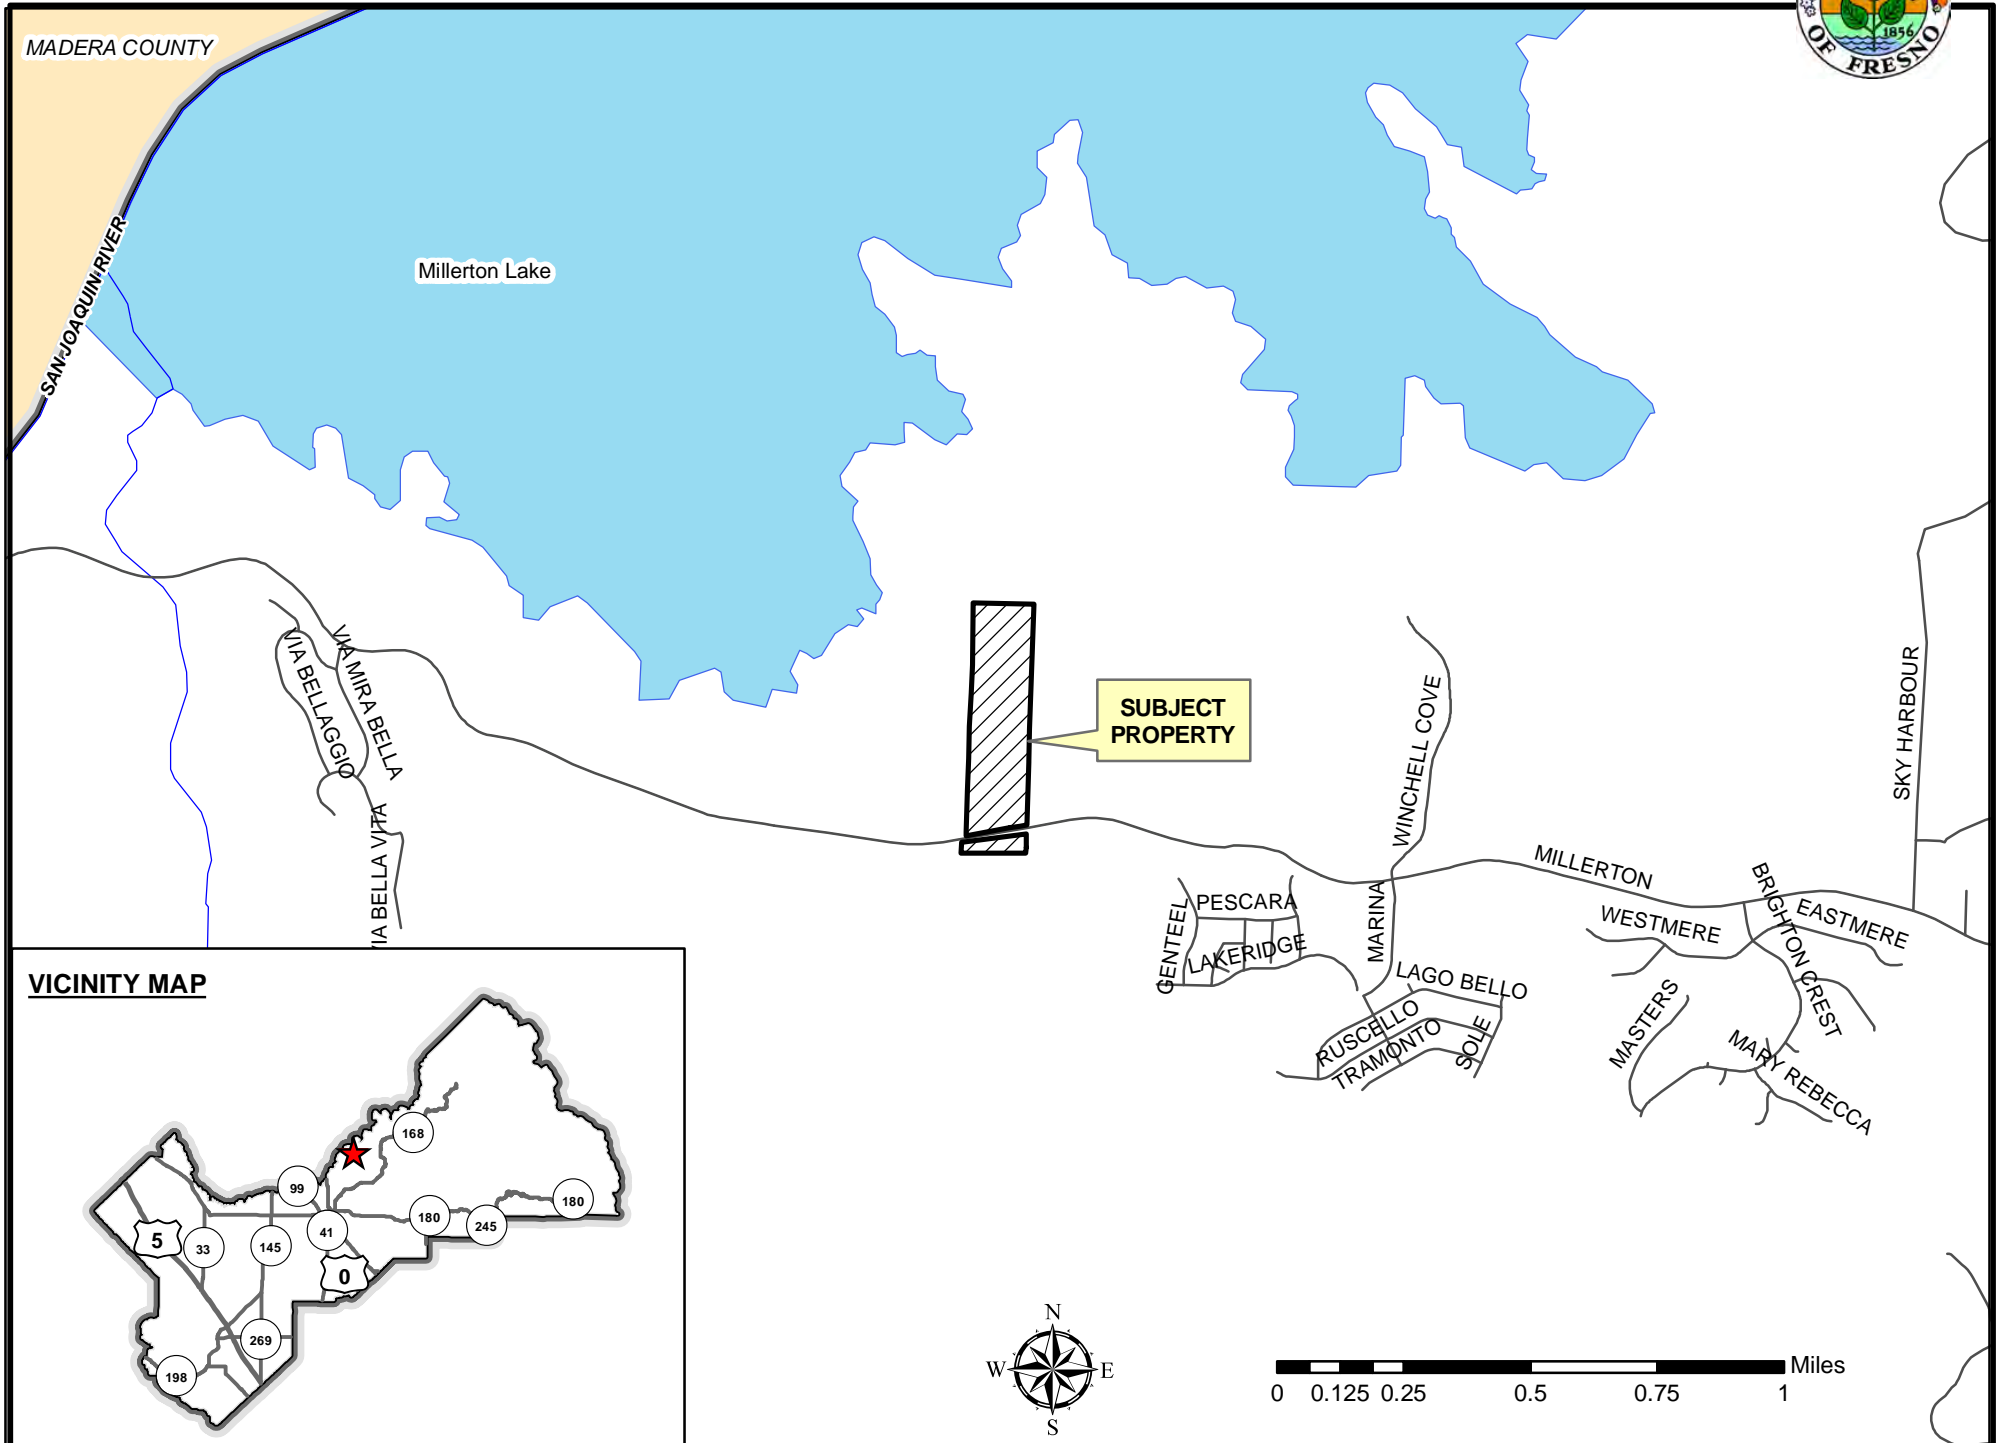 MADERA COUNTY
1856
OF FRESNO
SAN JOAQUIN RIVER
Millerton Lake
VIA BELLAGGIO
VIA MIRA BELLA
VIA BELLA VITA
SUBJECT
PROPERTY
WINCHELL COVE
SKY HARBOUR
MILLERTON
BRIGHTON CREST
EASTMERE
WESTMERE
PESCARA
GENTEEL
LAKERIDGE
MARINA
LAGO BELLO
RUSCELLO
TRAMONTO
SOLE
MASTERS
MARY REBECCA
VICINITY MAP
168
99
180
180
245
41
5
33
145
0
269
198
N
W E
S
Miles
0 0.125 0.25 0.5 0.75 1